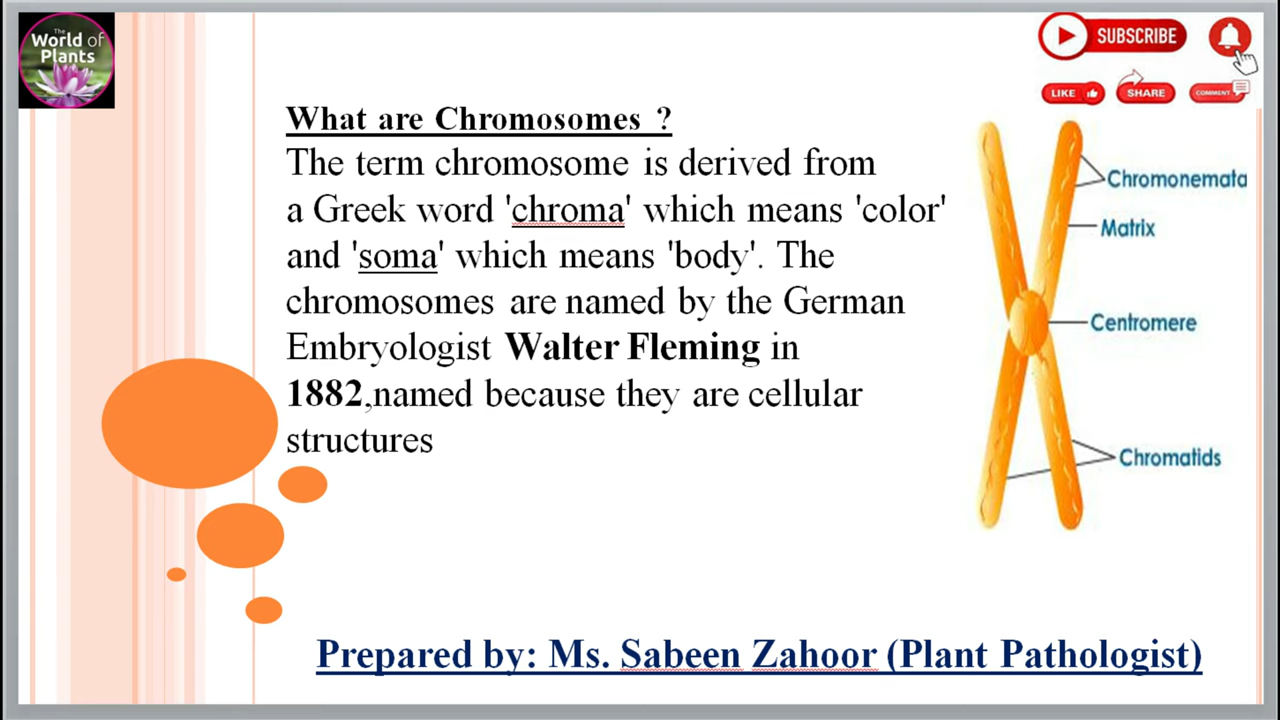 The
World of
Plants
SUBSCRIBE
LIKE
SHARE
COMMENT
What are Chromosomes ?
The term chromosome is derived from
a Greek word 'chroma' which means 'color'
and 'soma' which means 'body'. The
chromosomes are named by the German
Embryologist Walter Fleming in
1882,named because they are cellular
structures
Chromonemata
Matrix
Centromere
Chromatids
Prepared by: Ms. Sabeen Zahoor (Plant Pathologist)